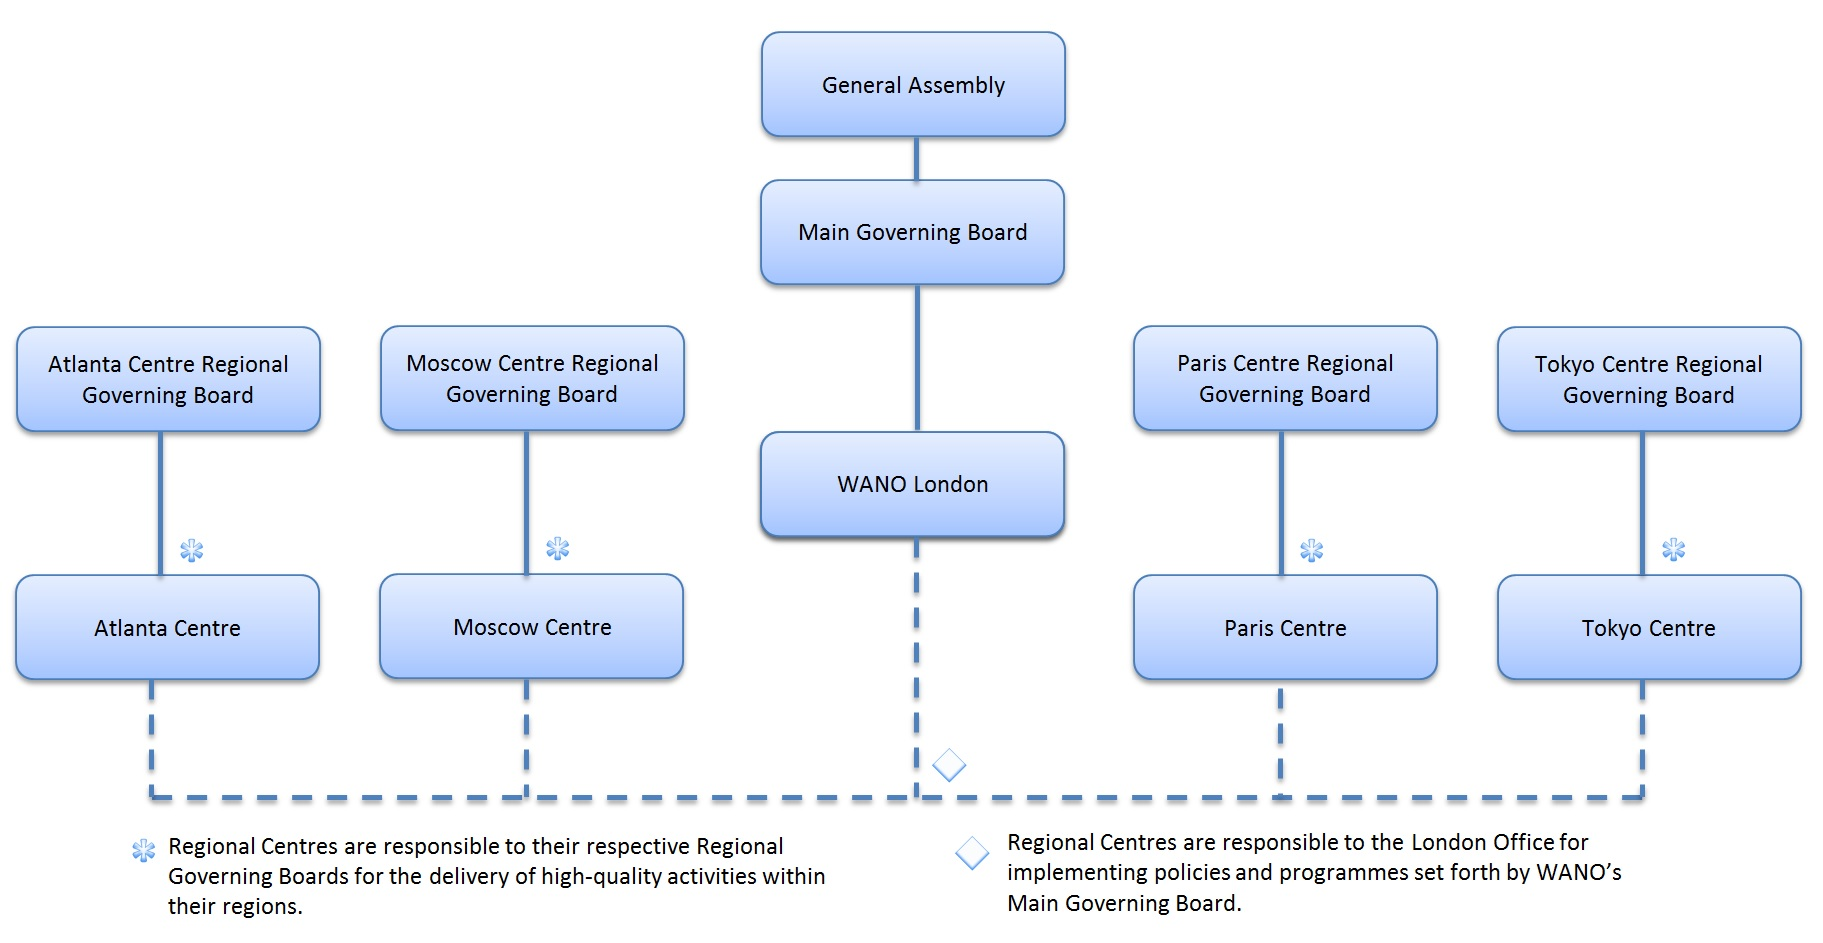 General Assembly
Main Governing Board
Atlanta Centre Regional
Governing Board
Moscow Centre Regional
Governing Board
Paris Centre Regional
Governing Board
Tokyo Centre Regional
Governing Board
WANO London
Atlanta Centre
Moscow Centre
Paris Centre
Tokyo Centre
Regional Centres are responsible to their respective Regional
Governing Boards for the delivery of high-quality activities within
their regions.
Regional Centres are responsible to the London Office for
implementing policies and programmes set forth by WANO’s
Main Governing Board.